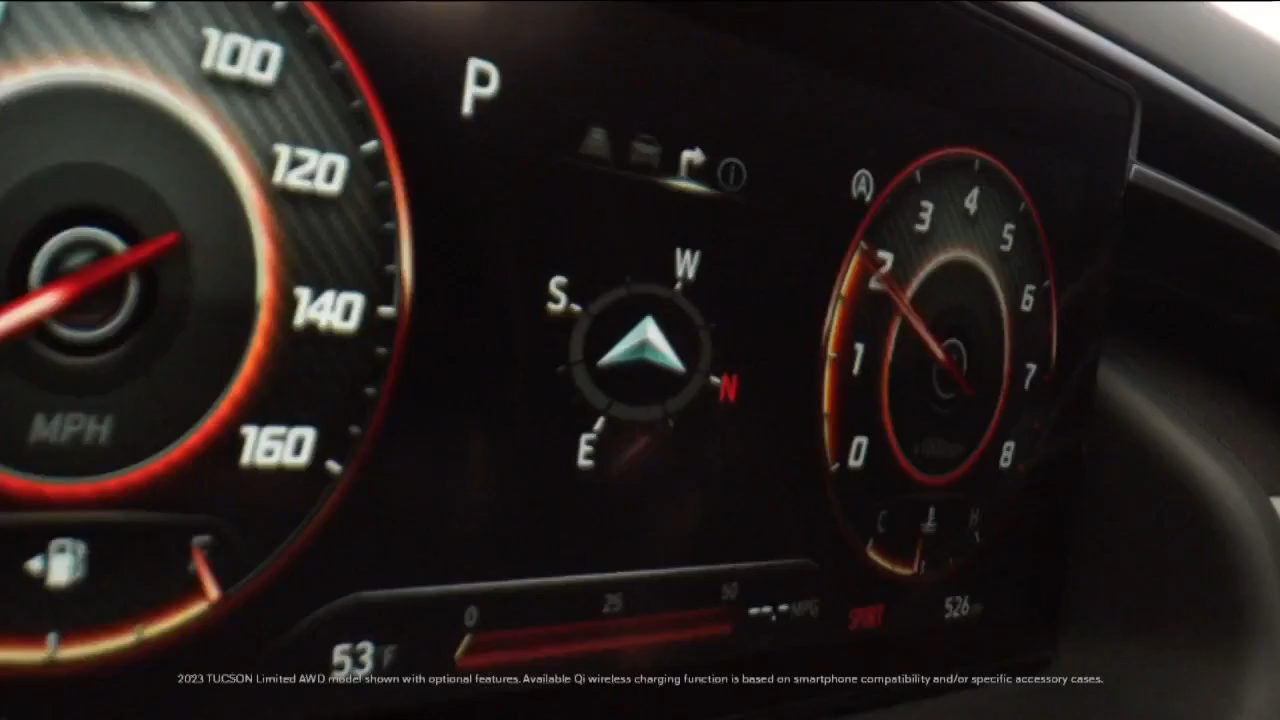 100
P
120
A
3
4
5
W
2
S
6
140
1
N
7
MPH
160
E
0
8
C
H
0
25
50
--.- MPG
SPORT
526
53°F
2023 TUCSON Limited AWD model shown with optional features. Available Qi wireless charging function is based on smartphone compatibility and/or specific accessory cases.